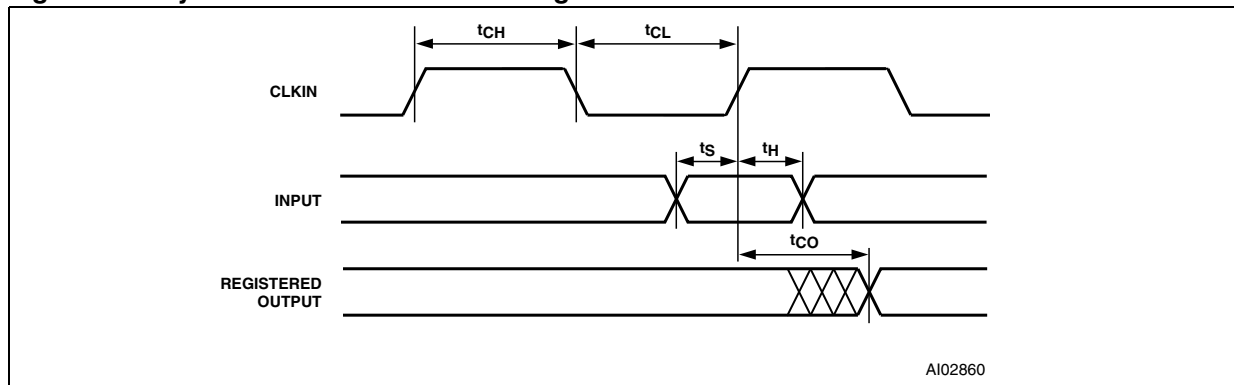 tCH
tCL
CLKIN
tS
tH
INPUT
tCO
REGISTERED
OUTPUT
AI02860